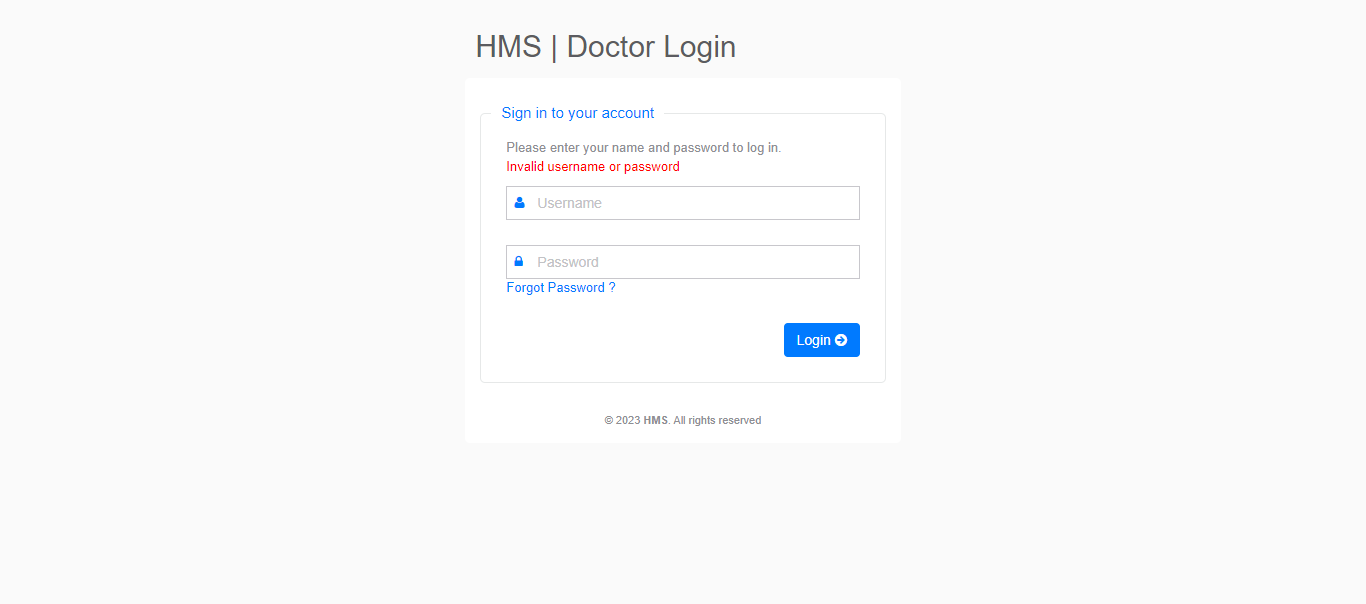 HMS | Doctor Login
Sign in to your account
Please enter your name and password to log in.
Invalid username or password
Username
Password
Forgot Password ?
Login
© 2023 HMS. All rights reserved